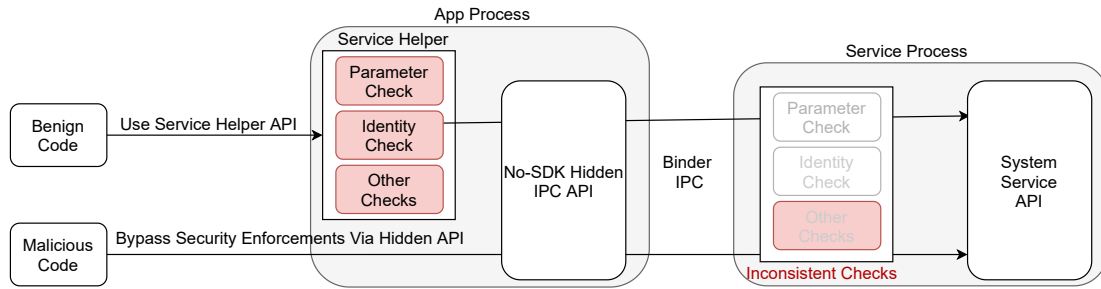 App Process
Service Helper
Service Process
Parameter
Check
Identity
Check
Other
Checks
Benign
Code
Use Service Helper API
No-SDK Hidden
IPC API
Binder
IPC
Parameter
Check
Identity
Check
Other
Checks
System
Service
API
Malicious
Code
Bypass Security Enforcements Via Hidden API
Inconsistent Checks